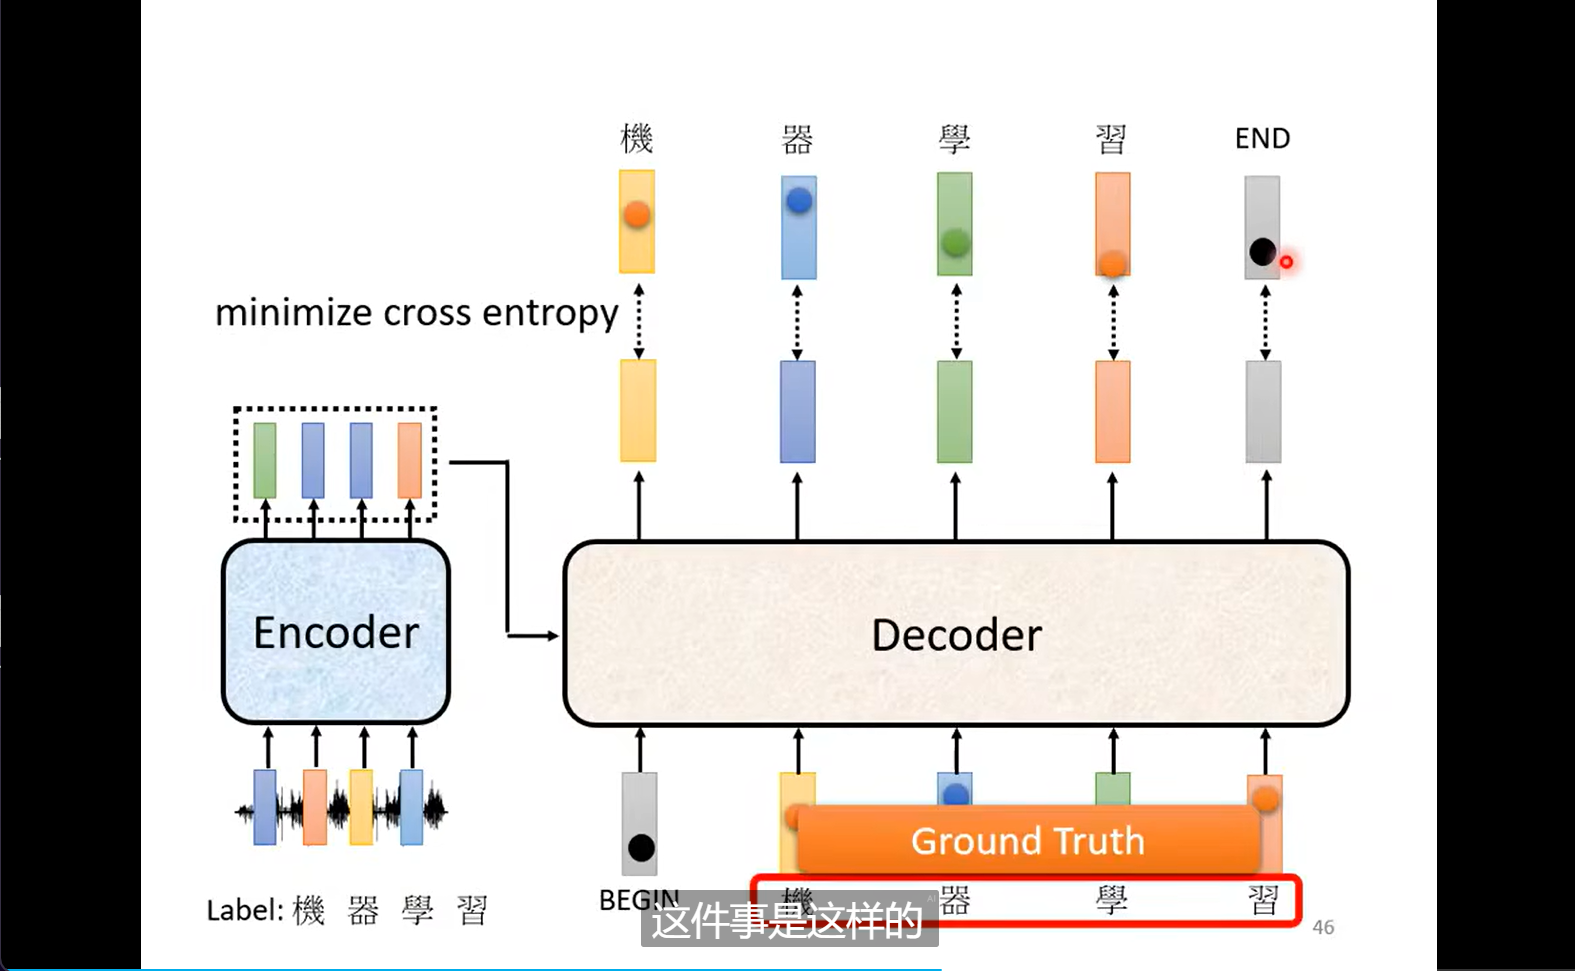 機 器 學 習 END
minimize cross entropy
Encoder
Decoder
Ground Truth
BEGIN 機 器 學 習
Label: 機 器 學 習
这件事是这样的
AI
46